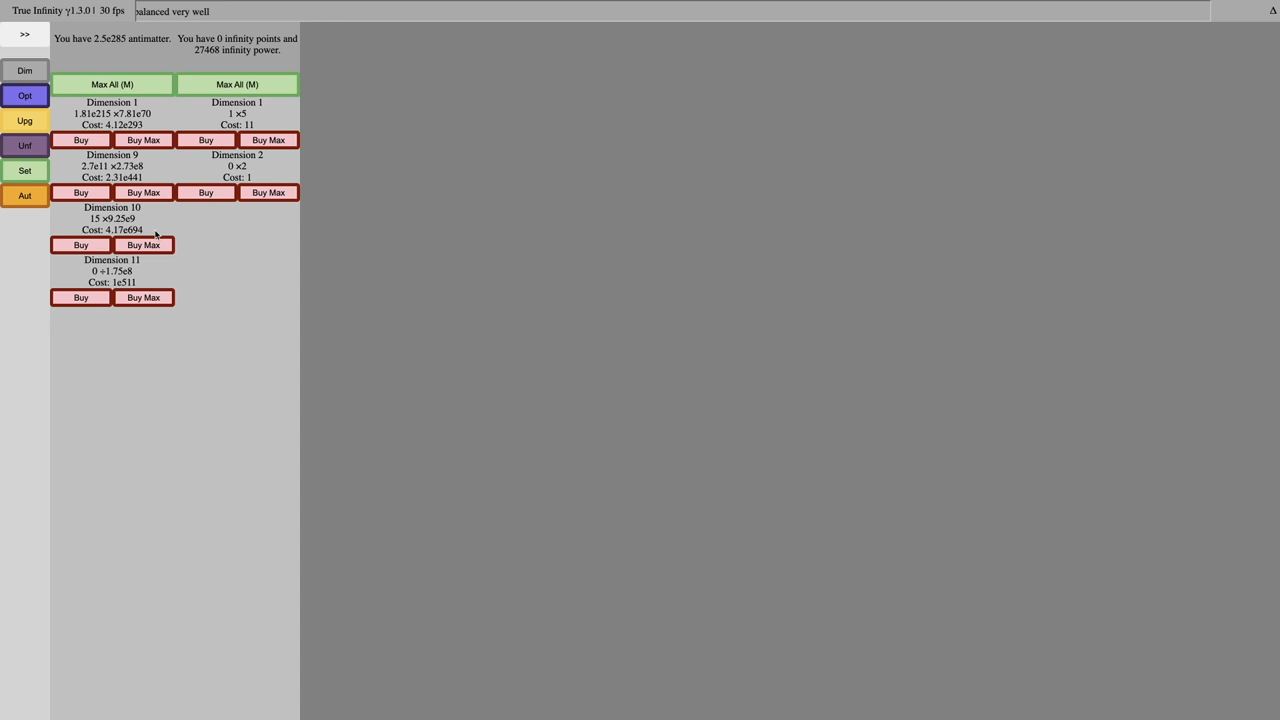 True Infinity γ1.3.0 | 30 fps
balanced very well
Δ
>>
Dim
Opt
Upg
Unf
Set
Aut
You have 2.5e285 antimatter.
Max All (M)
Dimension 1
1.81e215 ×7.81e70
Cost: 4.12e293
Buy Buy Max
Dimension 9
2.7e11 ×2.73e8
Cost: 2.31e441
Buy Buy Max
Dimension 10
15 ×9.25e9
Cost: 4.17e694
Buy Buy Max
Dimension 11
0 ÷1.75e8
Cost: 1e511
Buy Buy Max
You have 0 infinity points and
27468 infinity power.
Max All (M)
Dimension 1
1 ×5
Cost: 11
Buy Buy Max
Dimension 2
0 ×2
Cost: 1
Buy Buy Max